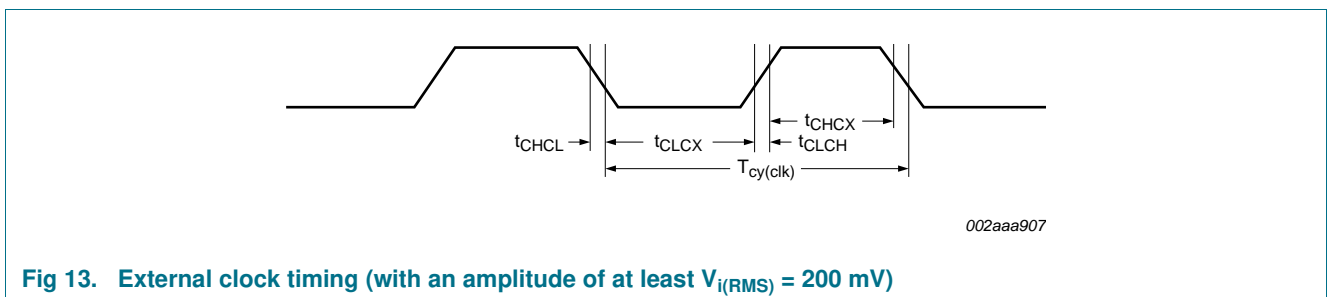 tCHCX
tCHCL tCLCX tCLCH
Tcy(clk)
002aaa907
Fig 13. External clock timing (with an amplitude of at least Vi(RMS) = 200 mV)